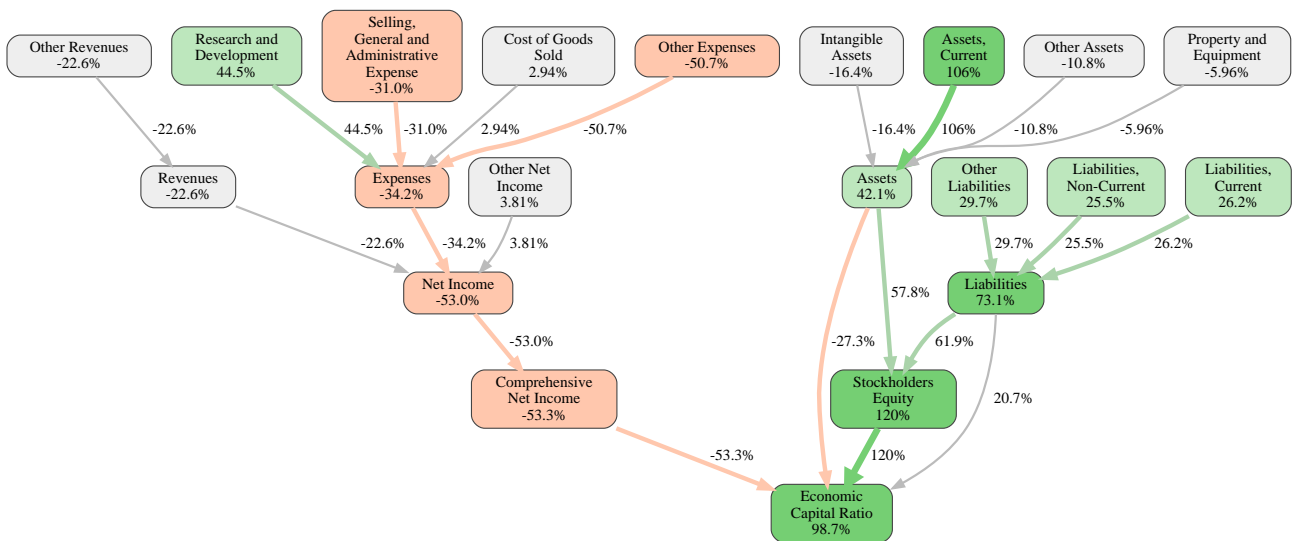 Other Revenues
-22.6%
Research and
Development
44.5%
Selling,
General and
Administrative
Expense
-31.0%
Cost of Goods
Sold
2.94%
Other Expenses
-50.7%
Intangible
Assets
-16.4%
Assets,
Current
106%
Other Assets
-10.8%
Property and
Equipment
-5.96%
-22.6%
44.5%
-31.0%
2.94%
-50.7%
-16.4%
106%
-10.8%
-5.96%
Revenues
-22.6%
Expenses
-34.2%
Other Net
Income
3.81%
Assets
42.1%
Other
Liabilities
29.7%
Liabilities,
Non-Current
25.5%
Liabilities,
Current
26.2%
-22.6%
-34.2%
3.81%
29.7%
25.5%
26.2%
Net Income
-53.0%
57.8%
Liabilities
73.1%
-53.0%
-27.3%
61.9%
Comprehensive
Net Income
-53.3%
Stockholders
Equity
120%
20.7%
-53.3%
120%
Economic
Capital Ratio
98.7%